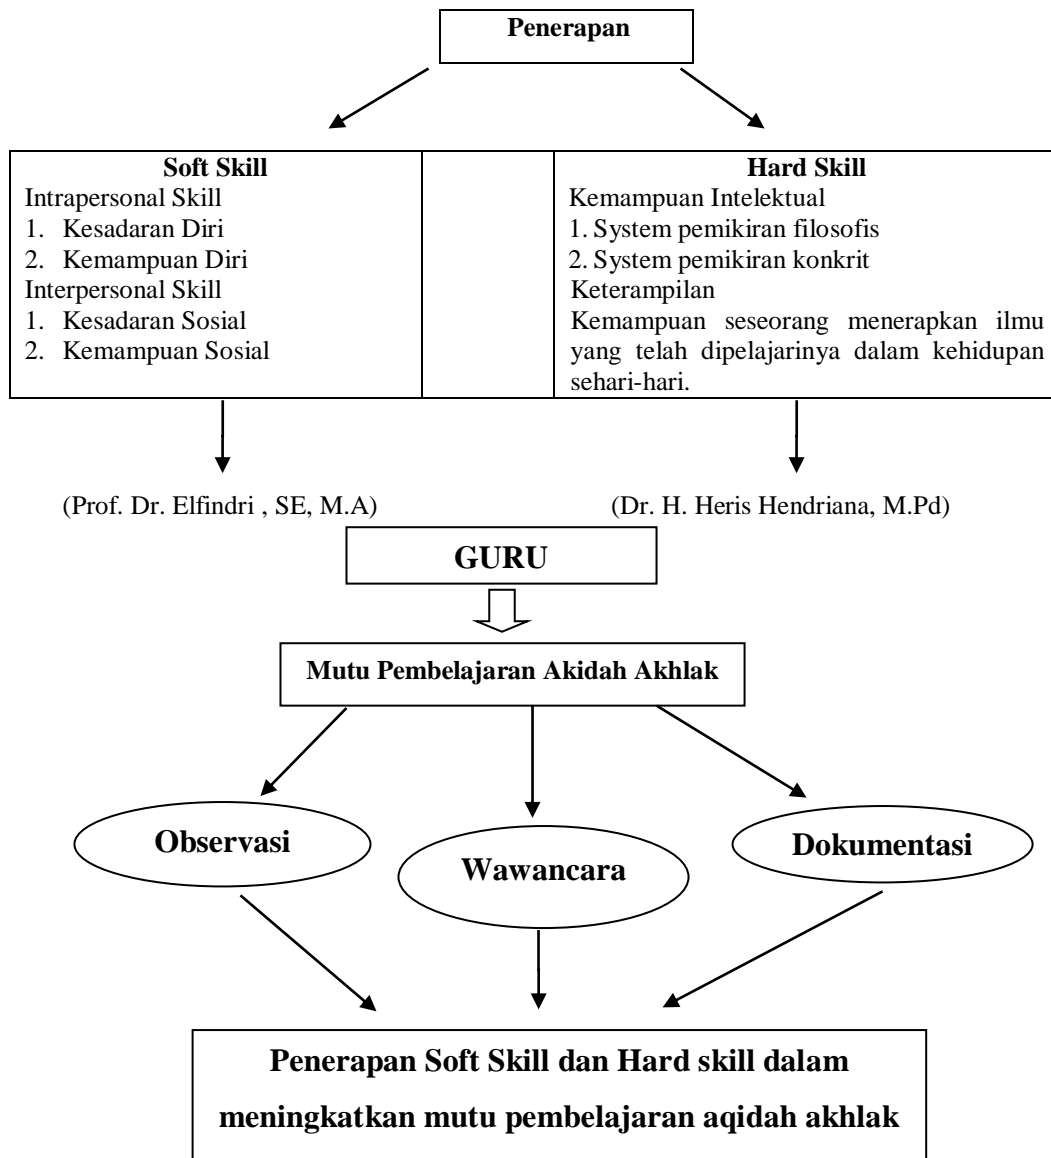 Penerapan
Soft Skill
Intrapersonal Skill
1. Kesadaran Diri
2. Kemampuan Diri
Interpersonal Skill
1. Kesadaran Sosial
2. Kemampuan Sosial
Hard Skill
Kemampuan Intelektual
1. System pemikiran filosofis
2. System pemikiran konkrit
Keterampilan
Kemampuan seseorang menerapkan ilmu
yang telah dipelajarinya dalam kehidupan
sehari-hari.
(Prof. Dr. Elfindri , SE, M.A)
(Dr. H. Heris Hendriana, M.Pd)
GURU
Mutu Pembelajaran Akidah Akhlak
Observasi
Wawancara
Dokumentasi
Penerapan Soft Skill dan Hard skill dalam
meningkatkan mutu pembelajaran aqidah akhlak